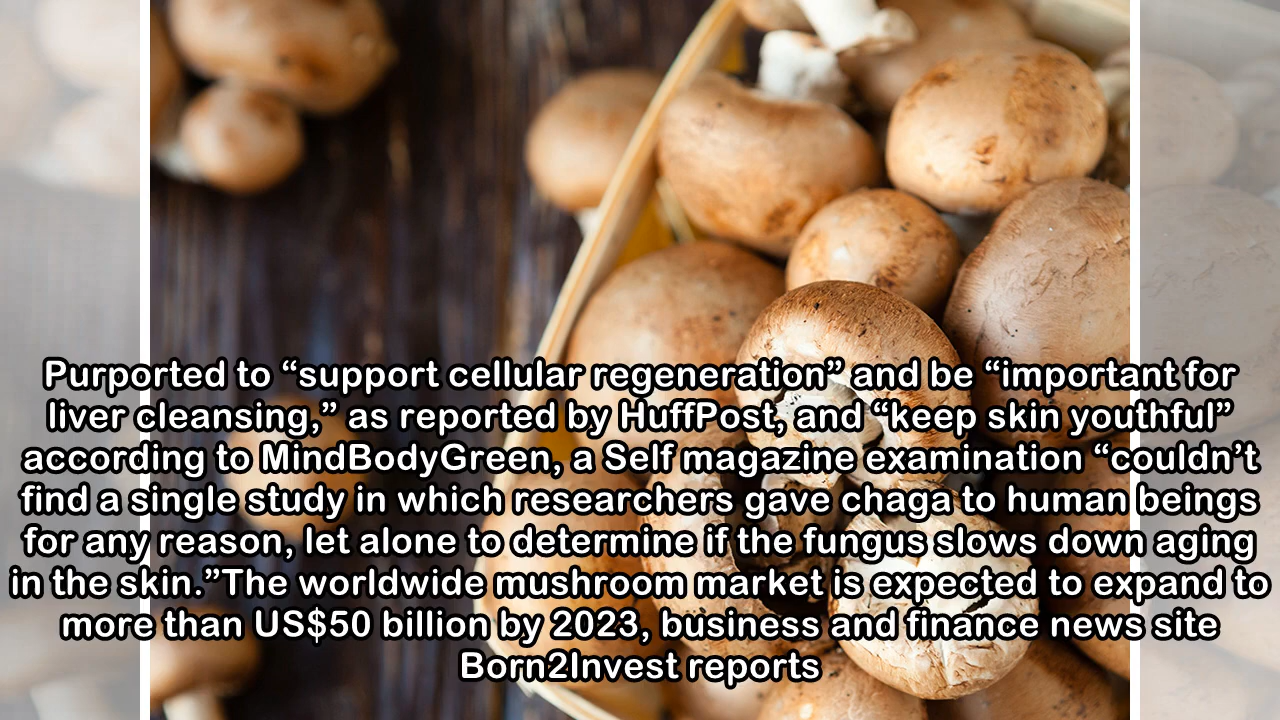 Purported to “support cellular regeneration” and be “important for
liver cleansing,” as reported by HuffPost, and “keep skin youthful”
according to MindBodyGreen, a Self magazine examination “couldn’t
find a single study in which researchers gave chaga to human beings
for any reason, let alone to determine if the fungus slows down aging
in the skin.”The worldwide mushroom market is expected to expand to
more than US$50 billion by 2023, business and finance news site
Born2Invest reports